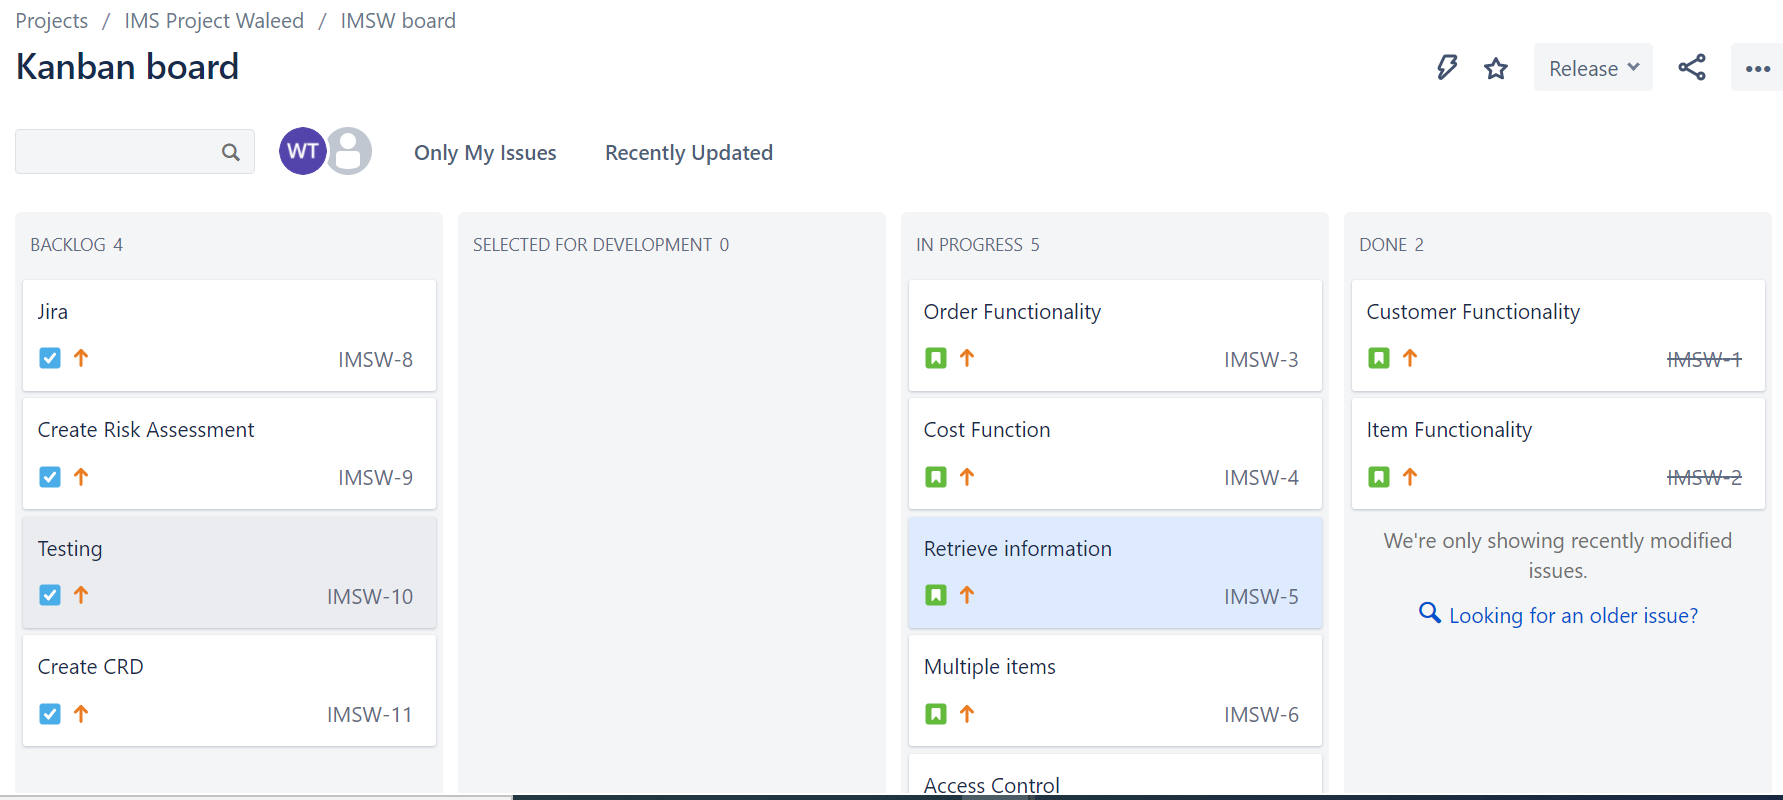 Projects / IMS Project Waleed / IMSW board
Kanban board
Release
WT
Only My Issues
Recently Updated
BACKLOG 4
Jira
IMSW-8
Create Risk Assessment
IMSW-9
Testing
IMSW-10
Create CRD
IMSW-11
SELECTED FOR DEVELOPMENT 0
IN PROGRESS 5
Order Functionality
IMSW-3
Cost Function
IMSW-4
Retrieve information
IMSW-5
Multiple items
IMSW-6
Access Control
DONE 2
Customer Functionality
IMSW-1
Item Functionality
IMSW-2
We're only showing recently modified
issues.
Looking for an older issue?